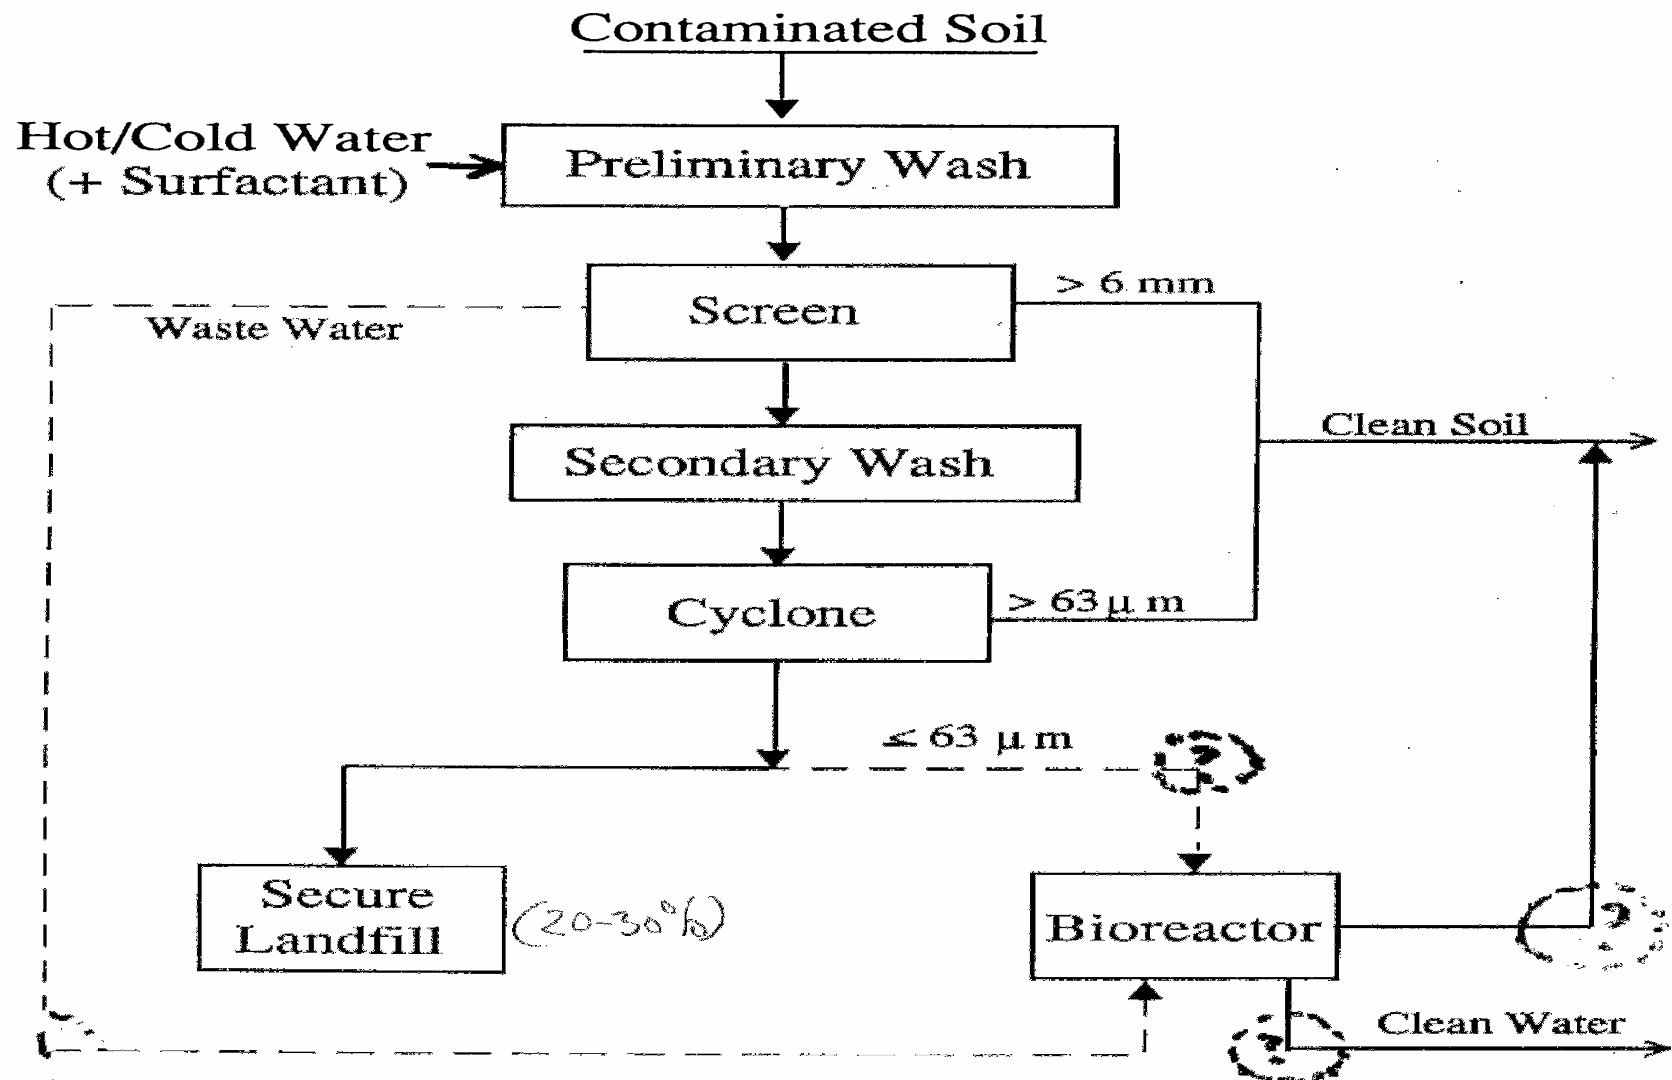 Contaminated Soil
Hot/Cold Water
(+ Surfactant)
Preliminary Wash
Screen
> 6 mm
Waste Water
Clean Soil
Secondary Wash
Cyclone
> 63 μ m
≤ 63 μ m
?
Secure
Landfill
(20-30%)
Bioreactor
?
?
Clean Water